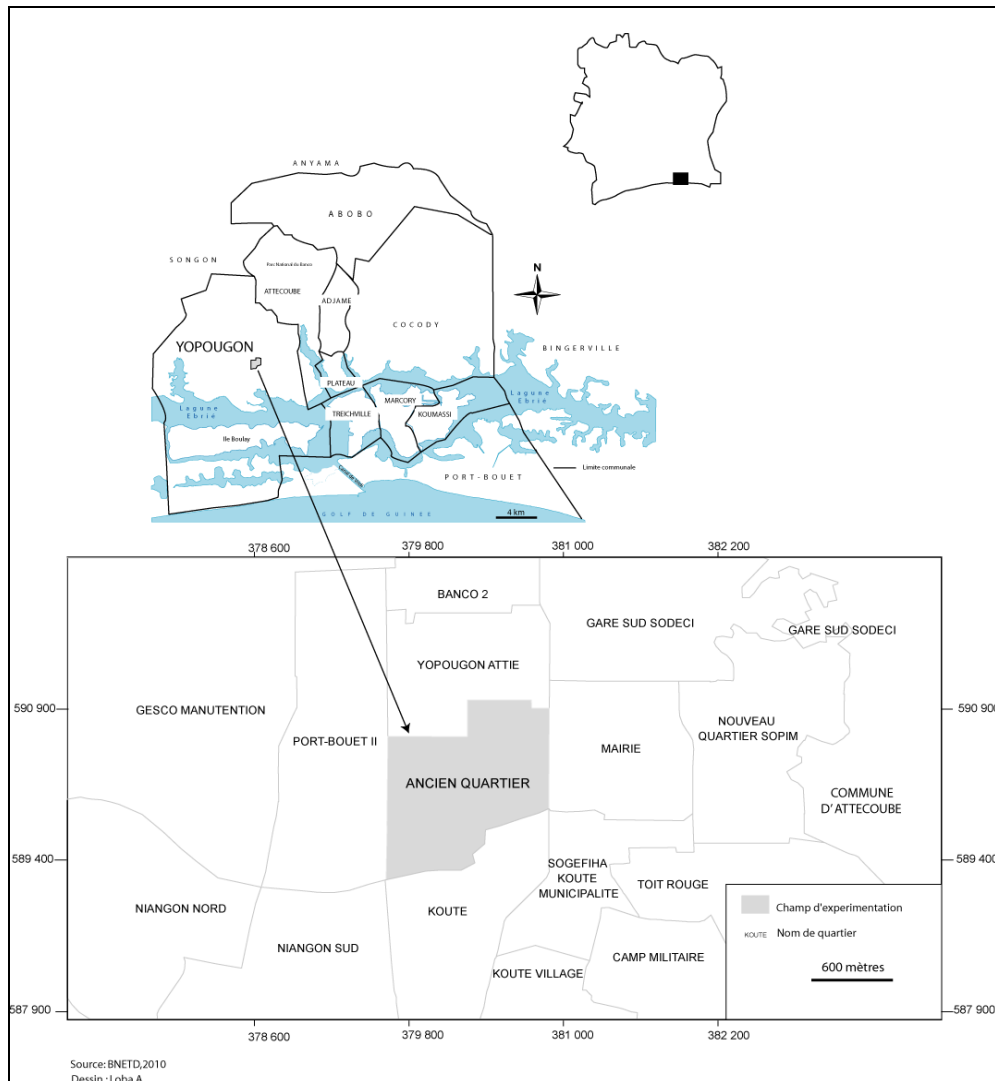 ANYAMA
ABOBO
SONGON
Parc National du Banco
ATTECOUBE
ADJAME
N
COCODY
BINGERVILLE
YOPOUGON
PLATEAU
MARCORY
Lagune
Ebrié
TREICHVILLE
KOUMASSI
Lagune
Ebrié
Ile Boulay
PORT-BOUET
Limite communale
Canal de Vridi
GOLF DE GUINEE
4 km
378 600
379 800
381 000
382 200
BANCO 2
GARE SUD SODECI
GARE SUD SODECI
YOPOUGON ATTIE
590 900
590 900
GESCO MANUTENTION
NOUVEAU
QUARTIER SOPIM
PORT-BOUET II
MAIRIE
ANCIEN QUARTIER
COMMUNE
D'ATTECOUBE
589 400
589 400
SOGEFIHA
KOUTE
MUNICIPALITE
TOIT ROUGE
NIANGON NORD
KOUTE
Champ d'experimentation
KOUTE
Nom de quartier
NIANGON SUD
CAMP MILITAIRE
KOUTE VILLAGE
600 mètres
587 900
587 900
378 600
379 800
381 000
382 200
Source: BNETD,2010
Dessin : Loba A.